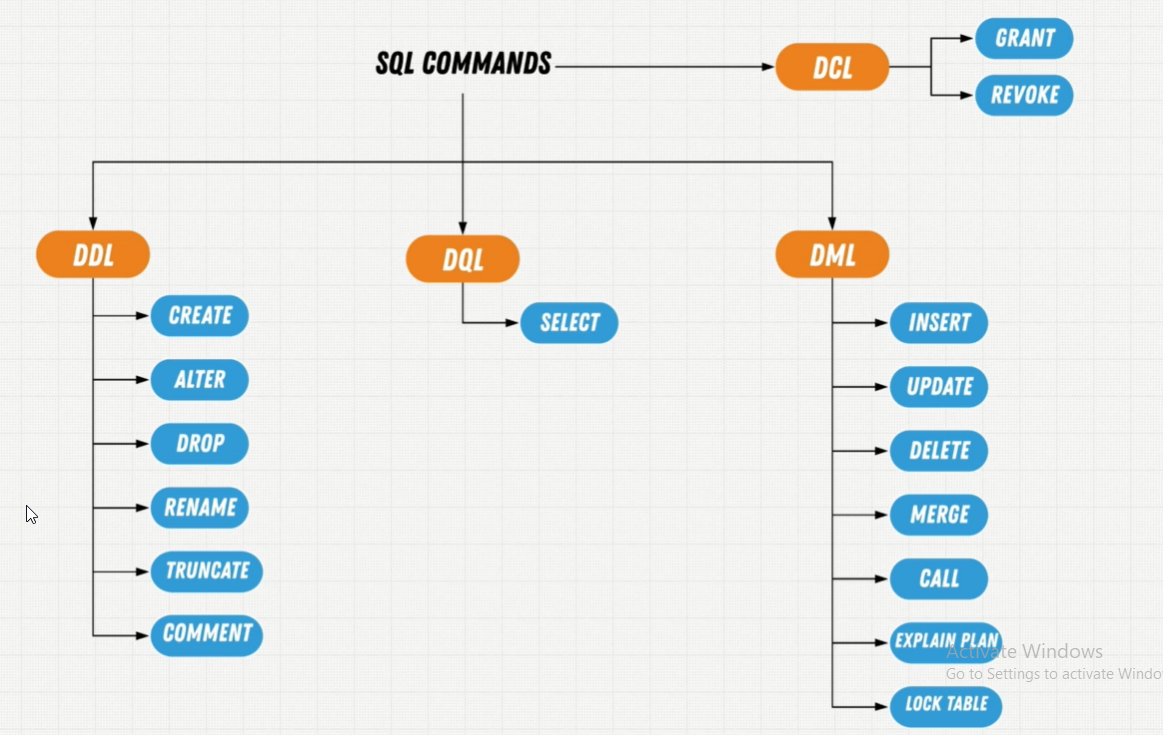 SQL COMMANDS
DCL
GRANT
REVOKE
DDL
CREATE
ALTER
DROP
RENAME
TRUNCATE
COMMENT
DQL
SELECT
DML
INSERT
UPDATE
DELETE
MERGE
CALL
EXPLAIN PLAN
LOCK TABLE
Activate Windows
Go to Settings to activate Windo